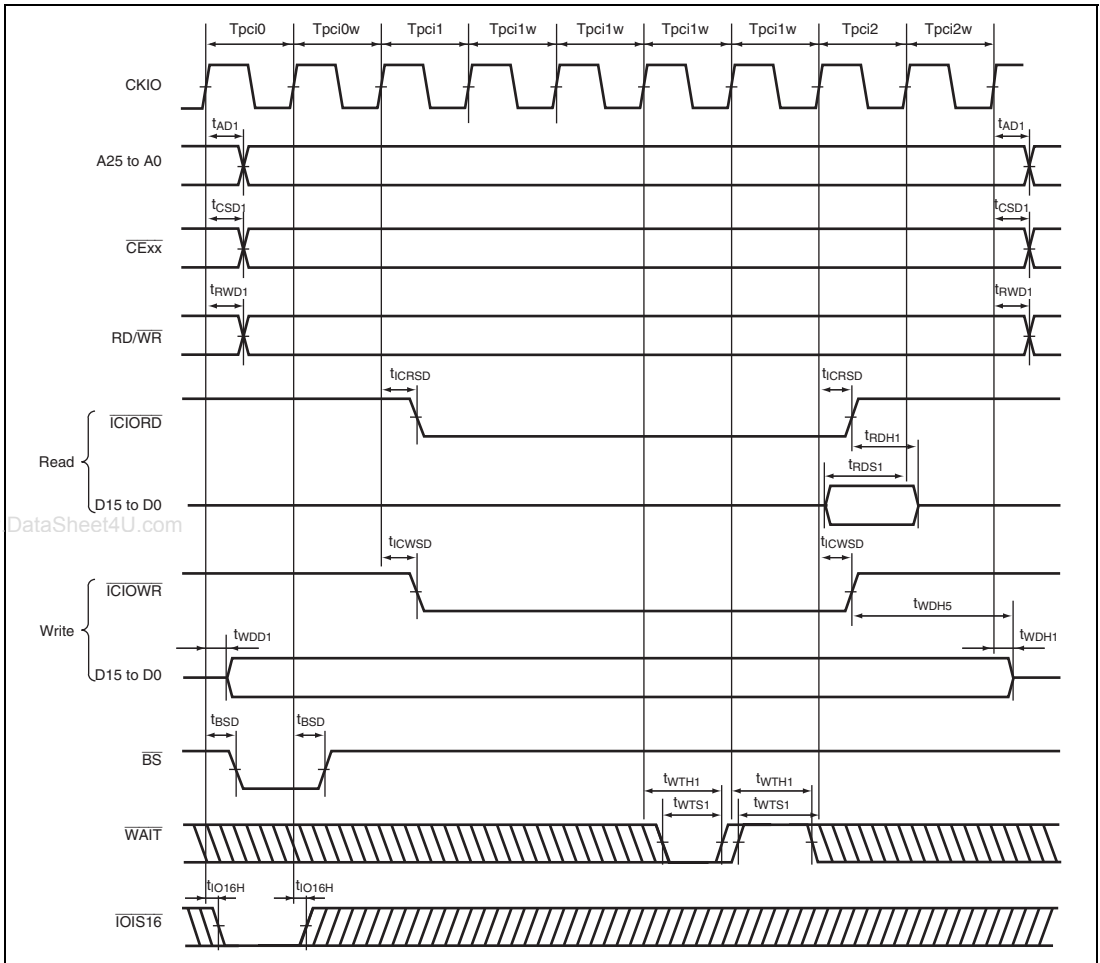 Tpci0 Tpci0w Tpci1 Tpci1w Tpci1w Tpci1w Tpci1w Tpci2 Tpci2w
CKIO
tAD1 tAD1
A25 to A0
tCSD1 tCSD1
CExx
tRWD1 tRWD1
RD/WR
tICRSD tICRSD
ICIORD
tRDH1
Read
tRDS1
D15 to D0
DataSheet4U.com
tICWSD tICWSD
ICIOWR
tWDH5
Write
tWDD1 tWDH1
D15 to D0
tBSD tBSD
BS
tWTH1 tWTH1
tWTS1 tWTS1
WAIT
tIO16H tIO16H
IOIS16